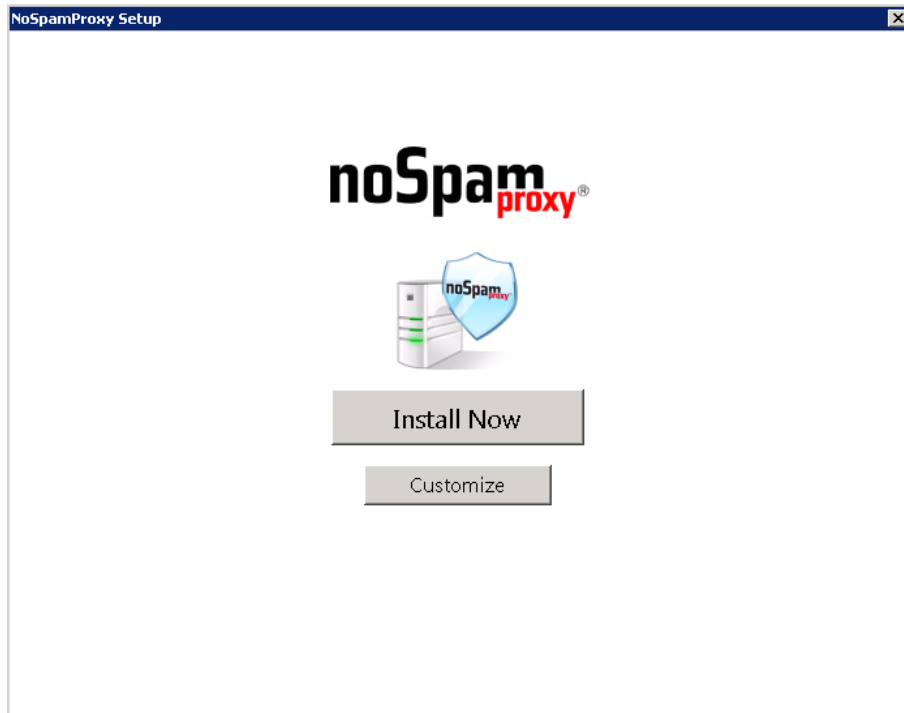 NoSpamProxy Setup
noSpam
proxy®
noSpam
proxy
Install Now
Customize